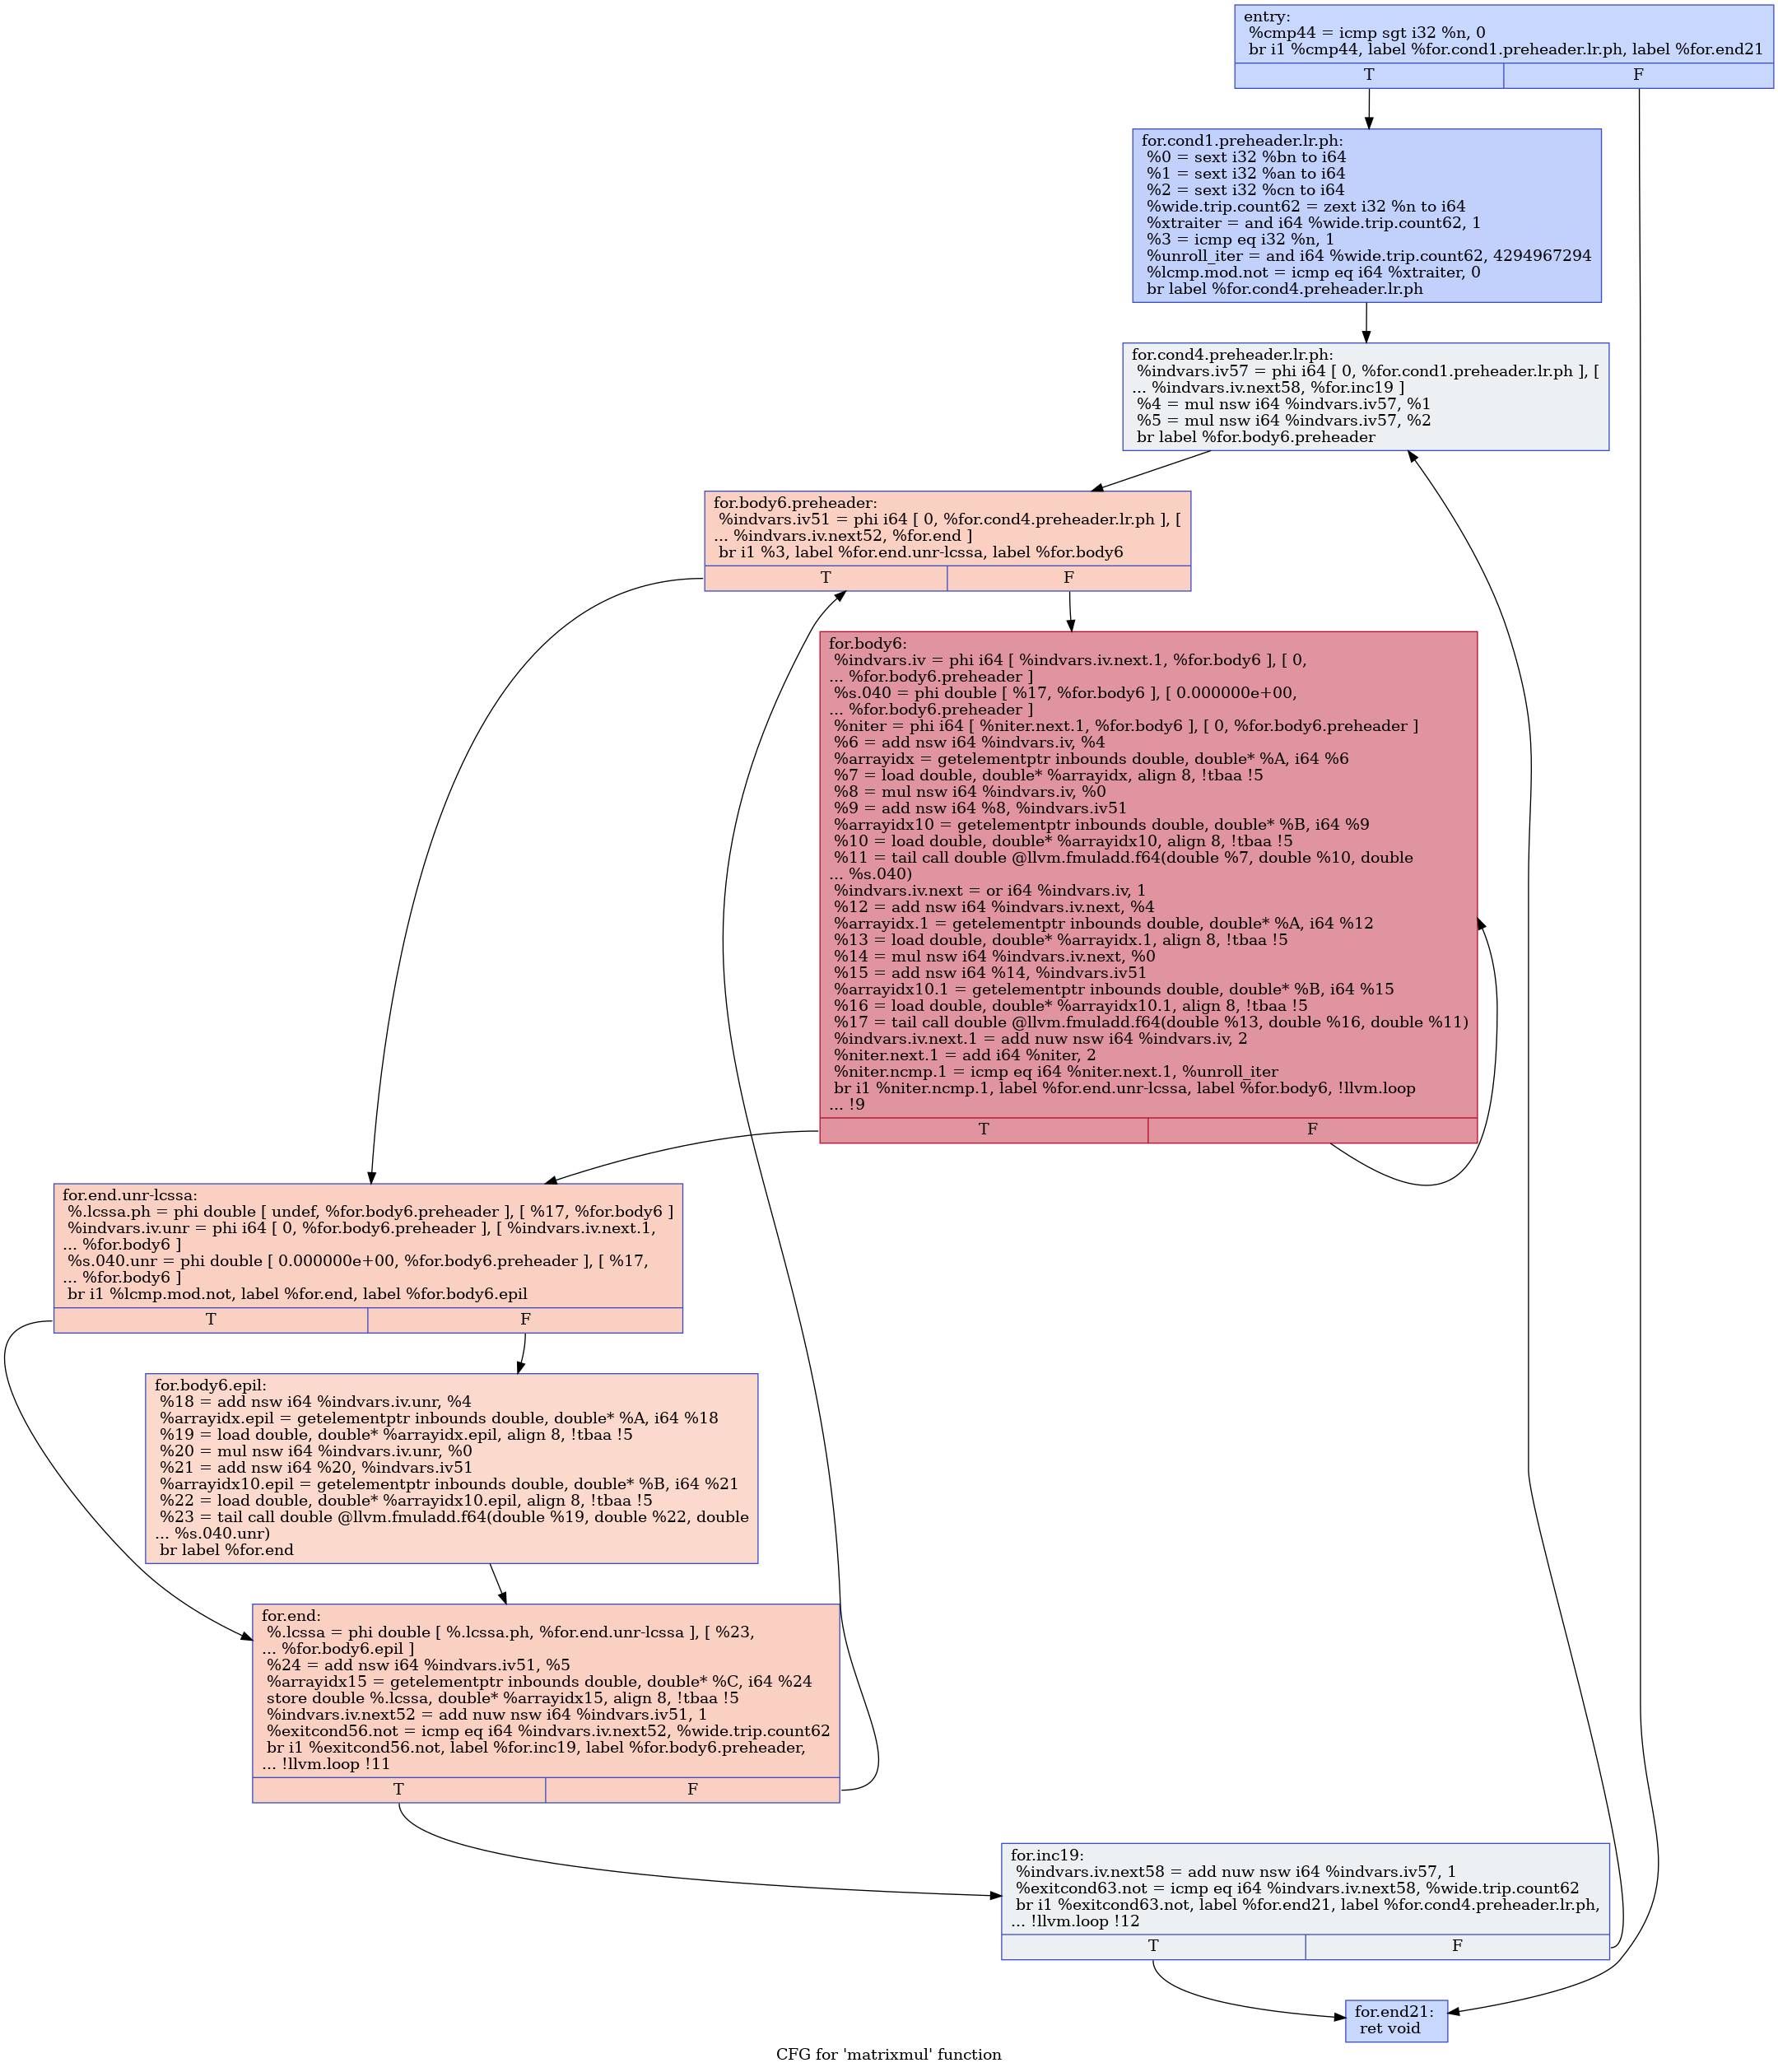 entry:
%cmp44 = icmp sgt i32 %n, 0
br i1 %cmp44, label %for.cond1.preheader.lr.ph, label %for.end21
T F
for.cond1.preheader.lr.ph:
%0 = sext i32 %bn to i64
%1 = sext i32 %an to i64
%2 = sext i32 %cn to i64
%wide.trip.count62 = zext i32 %n to i64
%xtraiter = and i64 %wide.trip.count62, 1
%3 = icmp eq i32 %n, 1
%unroll_iter = and i64 %wide.trip.count62, 4294967294
%lcmp.mod.not = icmp eq i64 %xtraiter, 0
br label %for.cond4.preheader.lr.ph
for.cond4.preheader.lr.ph:
%indvars.iv57 = phi i64 [ 0, %for.cond1.preheader.lr.ph ], [
... %indvars.iv.next58, %for.inc19 ]
%4 = mul nsw i64 %indvars.iv57, %1
%5 = mul nsw i64 %indvars.iv57, %2
br label %for.body6.preheader
for.body6.preheader:
%indvars.iv51 = phi i64 [ 0, %for.cond4.preheader.lr.ph ], [
... %indvars.iv.next52, %for.end ]
br i1 %3, label %for.end.unr-lcssa, label %for.body6
T F
for.body6:
%indvars.iv = phi i64 [ %indvars.iv.next.1, %for.body6 ], [ 0,
... %for.body6.preheader ]
%s.040 = phi double [ %17, %for.body6 ], [ 0.000000e+00,
... %for.body6.preheader ]
%niter = phi i64 [ %niter.next.1, %for.body6 ], [ 0, %for.body6.preheader ]
%6 = add nsw i64 %indvars.iv, %4
%arrayidx = getelementptr inbounds double, double* %A, i64 %6
%7 = load double, double* %arrayidx, align 8, !tbaa !5
%8 = mul nsw i64 %indvars.iv, %0
%9 = add nsw i64 %8, %indvars.iv51
%arrayidx10 = getelementptr inbounds double, double* %B, i64 %9
%10 = load double, double* %arrayidx10, align 8, !tbaa !5
%11 = tail call double @llvm.fmuladd.f64(double %7, double %10, double
... %s.040)
%indvars.iv.next = or i64 %indvars.iv, 1
%12 = add nsw i64 %indvars.iv.next, %4
%arrayidx.1 = getelementptr inbounds double, double* %A, i64 %12
%13 = load double, double* %arrayidx.1, align 8, !tbaa !5
%14 = mul nsw i64 %indvars.iv.next, %0
%15 = add nsw i64 %14, %indvars.iv51
%arrayidx10.1 = getelementptr inbounds double, double* %B, i64 %15
%16 = load double, double* %arrayidx10.1, align 8, !tbaa !5
%17 = tail call double @llvm.fmuladd.f64(double %13, double %16, double %11)
%indvars.iv.next.1 = add nuw nsw i64 %indvars.iv, 2
%niter.next.1 = add i64 %niter, 2
%niter.ncmp.1 = icmp eq i64 %niter.next.1, %unroll_iter
br i1 %niter.ncmp.1, label %for.end.unr-lcssa, label %for.body6, !llvm.loop
... !9
T F
for.end.unr-lcssa:
%.lcssa.ph = phi double [ undef, %for.body6.preheader ], [ %17, %for.body6 ]
%indvars.iv.unr = phi i64 [ 0, %for.body6.preheader ], [ %indvars.iv.next.1,
... %for.body6 ]
%s.040.unr = phi double [ 0.000000e+00, %for.body6.preheader ], [ %17,
... %for.body6 ]
br i1 %lcmp.mod.not, label %for.end, label %for.body6.epil
T F
for.body6.epil:
%18 = add nsw i64 %indvars.iv.unr, %4
%arrayidx.epil = getelementptr inbounds double, double* %A, i64 %18
%19 = load double, double* %arrayidx.epil, align 8, !tbaa !5
%20 = mul nsw i64 %indvars.iv.unr, %0
%21 = add nsw i64 %20, %indvars.iv51
%arrayidx10.epil = getelementptr inbounds double, double* %B, i64 %21
%22 = load double, double* %arrayidx10.epil, align 8, !tbaa !5
%23 = tail call double @llvm.fmuladd.f64(double %19, double %22, double
... %s.040.unr)
br label %for.end
for.end:
%.lcssa = phi double [ %.lcssa.ph, %for.end.unr-lcssa ], [ %23,
... %for.body6.epil ]
%24 = add nsw i64 %indvars.iv51, %5
%arrayidx15 = getelementptr inbounds double, double* %C, i64 %24
store double %.lcssa, double* %arrayidx15, align 8, !tbaa !5
%indvars.iv.next52 = add nuw nsw i64 %indvars.iv51, 1
%exitcond56.not = icmp eq i64 %indvars.iv.next52, %wide.trip.count62
br i1 %exitcond56.not, label %for.inc19, label %for.body6.preheader,
... !llvm.loop !11
T F
for.inc19:
%indvars.iv.next58 = add nuw nsw i64 %indvars.iv57, 1
%exitcond63.not = icmp eq i64 %indvars.iv.next58, %wide.trip.count62
br i1 %exitcond63.not, label %for.end21, label %for.cond4.preheader.lr.ph,
... !llvm.loop !12
T F
for.end21:
ret void
CFG for 'matrixmul' function